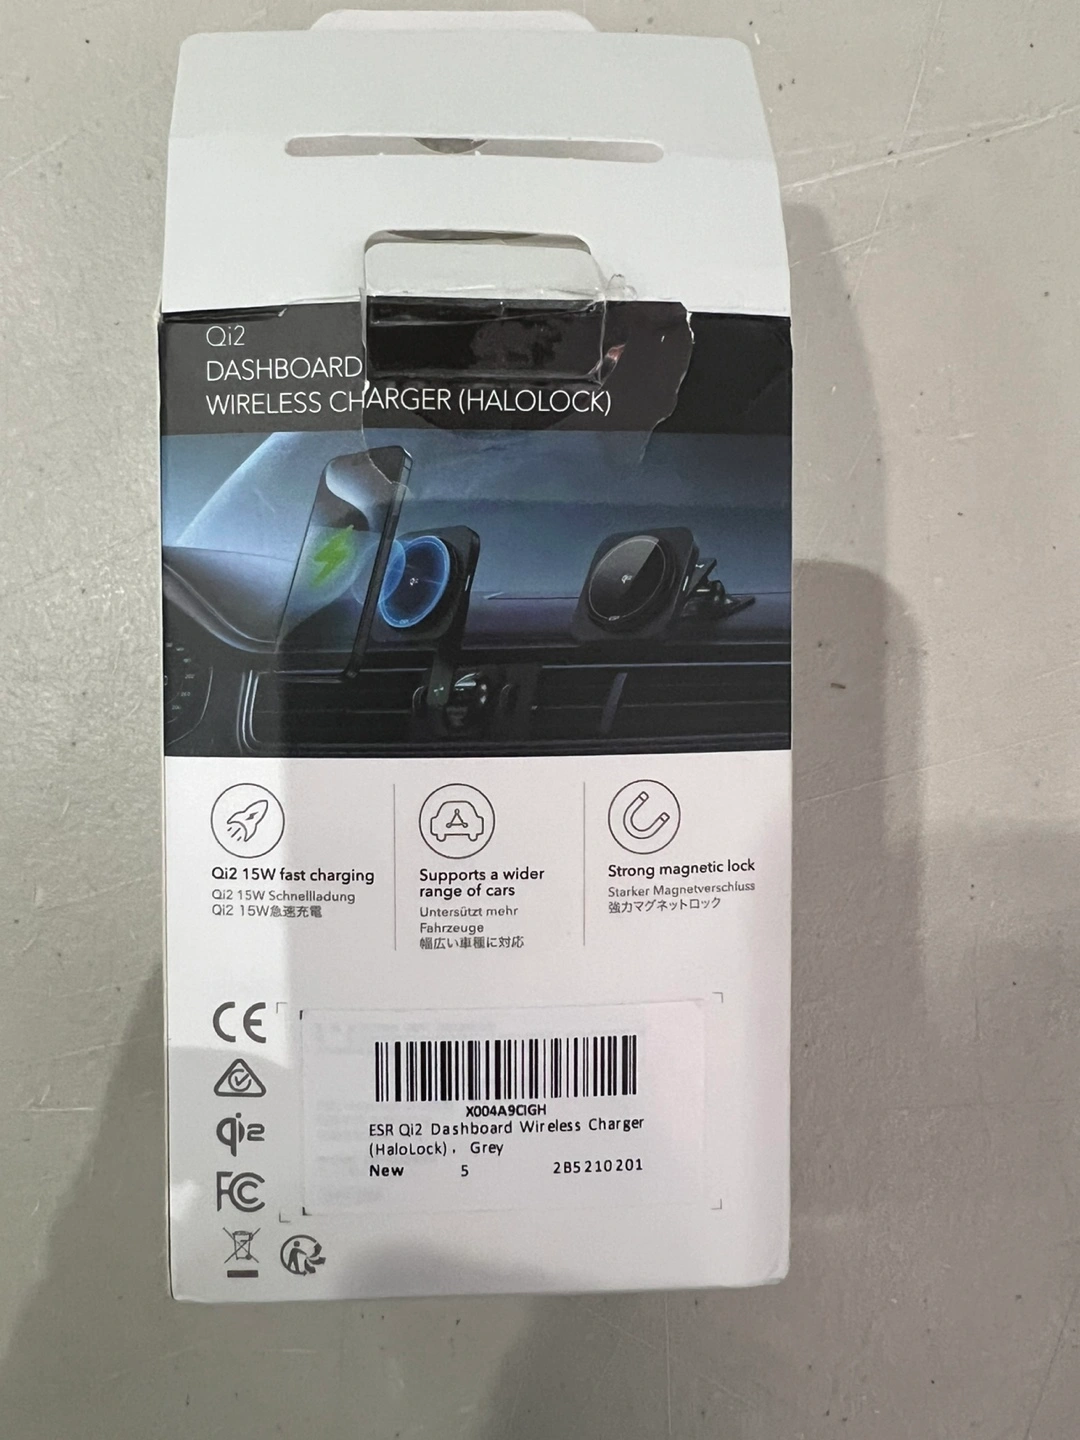 Qi2
DASHBOARD
WIRELESS CHARGER (HALOLOCK)
Qi2
Qi2
Qi2 15W fast charging
Qi2 15W Schnellladung
Qi2 15W急速充電
Supports a wider
range of cars
Untersützt mehr
Fahrzeuge
幅広い車種に対応
Strong magnetic lock
Starker Magnetverschluss
強力マグネットロック
CE
qi2
FC
X004A9CIGH
ESR Qi2 Dashboard Wireless Charger
(HaloLock)， Grey
New 5 2B5210201